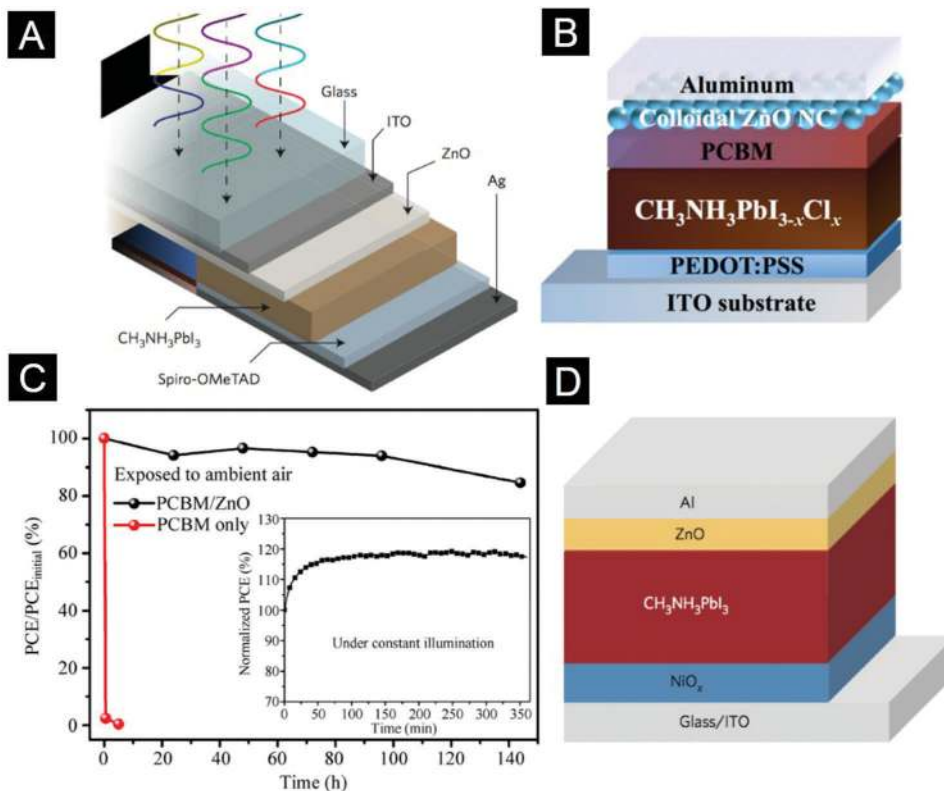 A
Glass
ITO
ZnO
Ag
CH₃NH₃PbI₃
Spiro-OMeTAD
B
Aluminum
Colloidal ZnO NC
PCBM
CH₃NH₃PbI₃₋ₓClₓ
PEDOT:PSS
ITO substrate
C
PCE/PCEinitial (%)
100
80
60
40
20
0
Exposed to ambient air
PCBM/ZnO
PCBM only
Normalized PCE (%)
130
120
110
100
90
80
70
Under constant illumination
0 50 100 150 200 250 300 350
Time (min)
0 20 40 60 80 100 120 140
Time (h)
D
Al
ZnO
CH₃NH₃PbI₃
NiOₓ
Glass/ITO